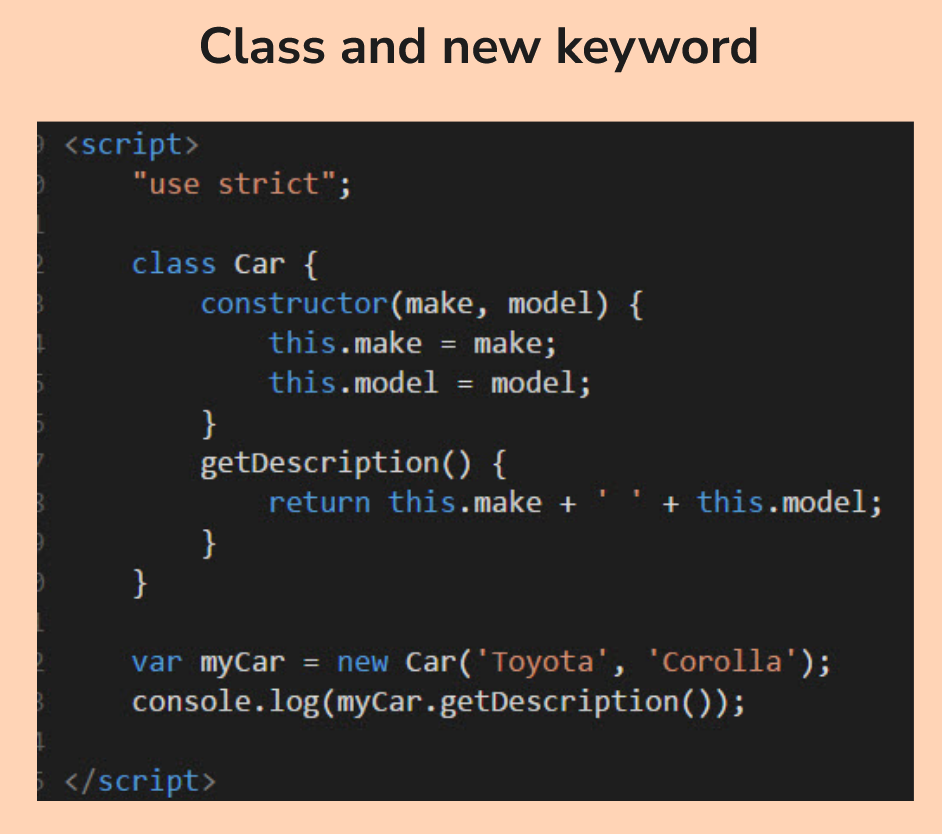 Class and new keyword
<script>
"use strict";
class Car {
constructor(make, model) {
this.make = make;
this.model = model;
}
getDescription() {
return this.make + ' ' + this.model;
}
}
var myCar = new Car('Toyota', 'Corolla');
console.log(myCar.getDescription());
</script>